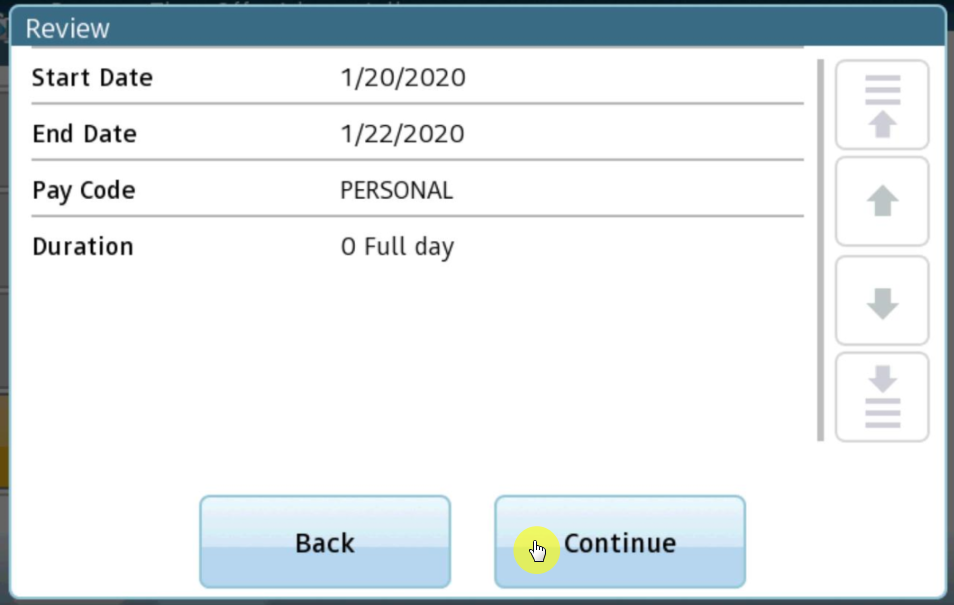 Review
Start Date 1/20/2020
End Date 1/22/2020
Pay Code PERSONAL
Duration 0 Full day
Back Continue